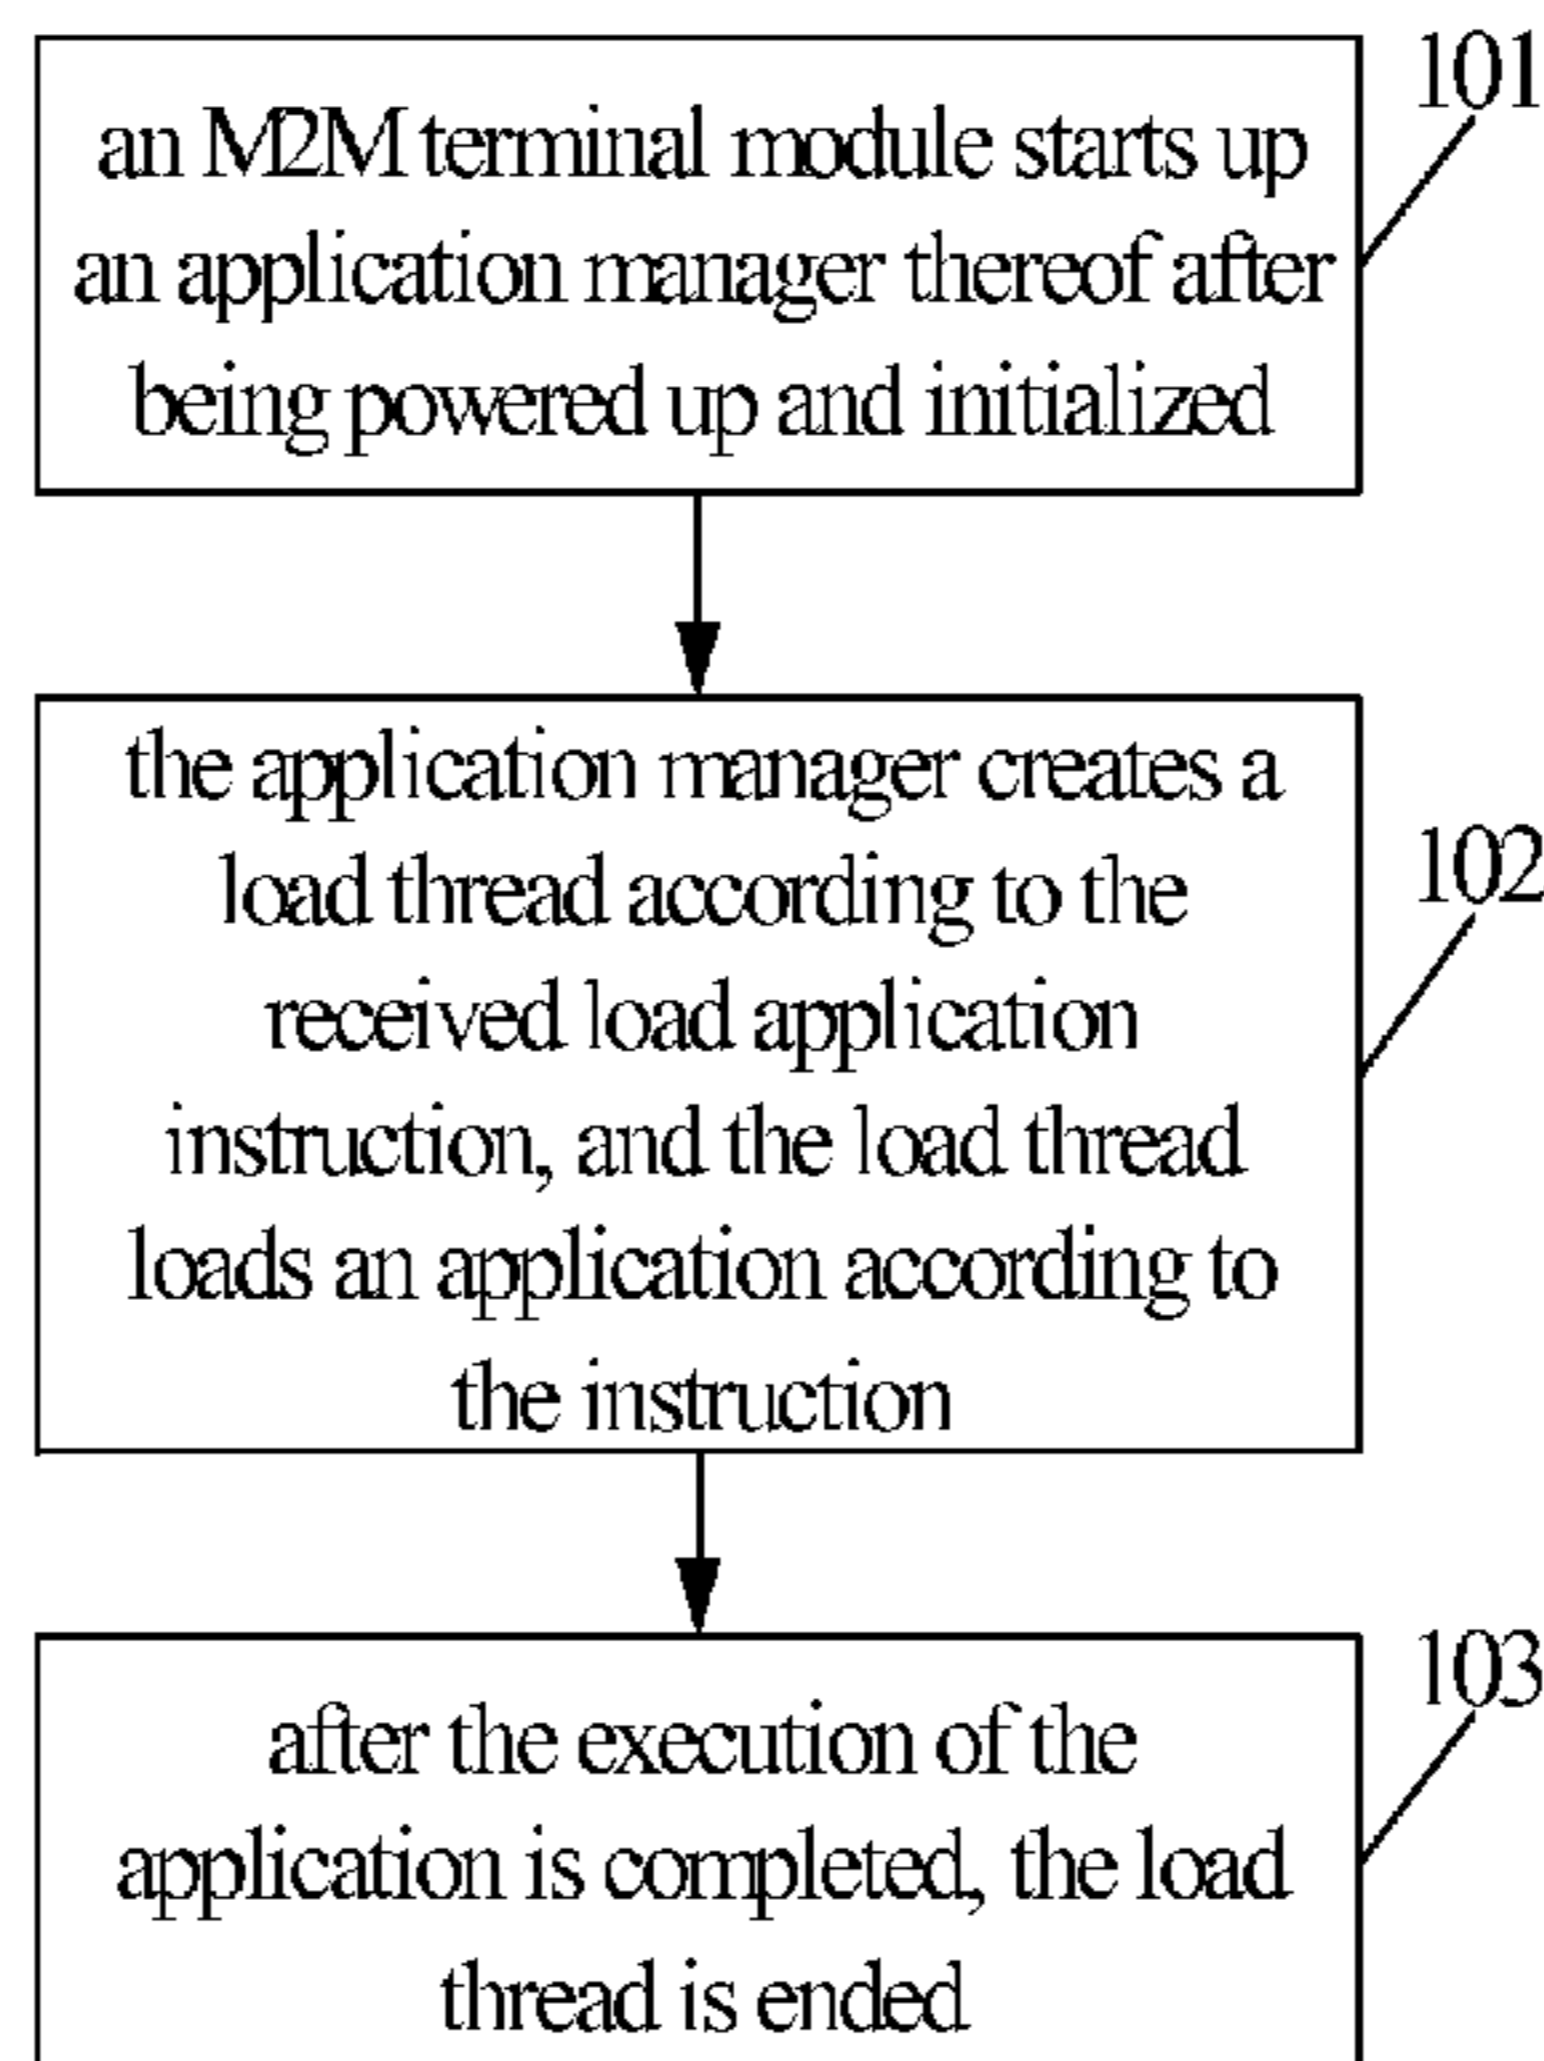 101
an M2M terminal module starts up
an application manager thereof after
being powered up and initialized
102
the application manager creates a
load thread according to the
received load application
instruction, and the load thread
loads an application according to
the instruction
103
after the execution of the
application is completed, the load
thread is ended